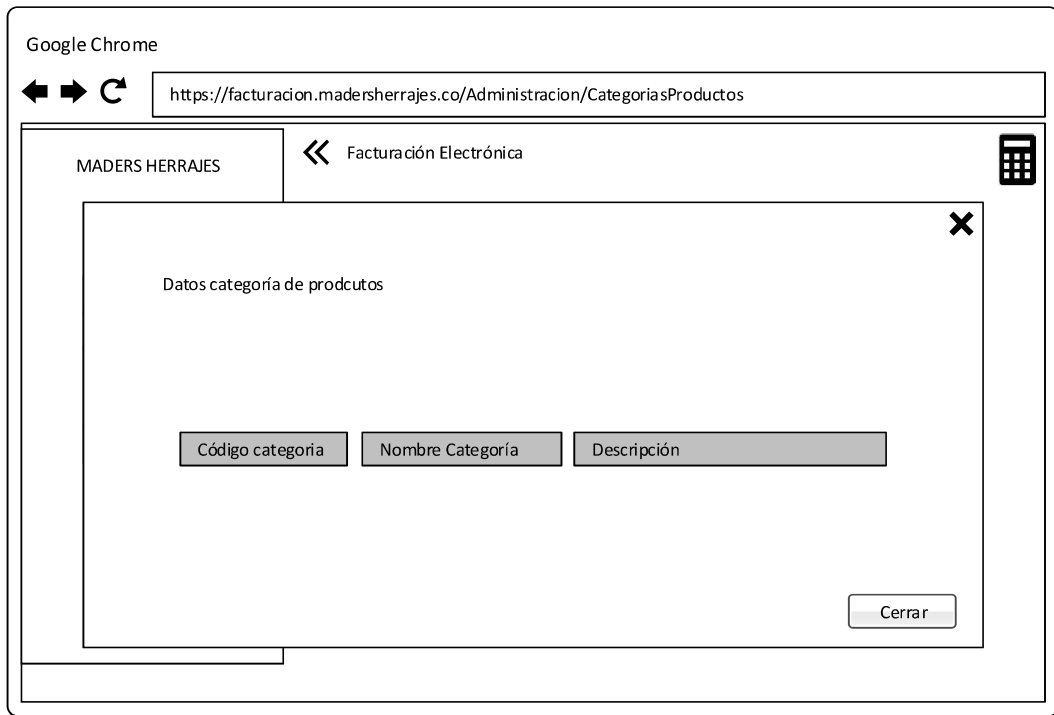 Google Chrome
https://facturacion.madersherrajes.co/Administracion/CategoriasProductos
MADERS HERRAJES
Facturación Electrónica
Datos categoría de prodcutos
Código categoria
Nombre Categoría
Descripción
Cerrar